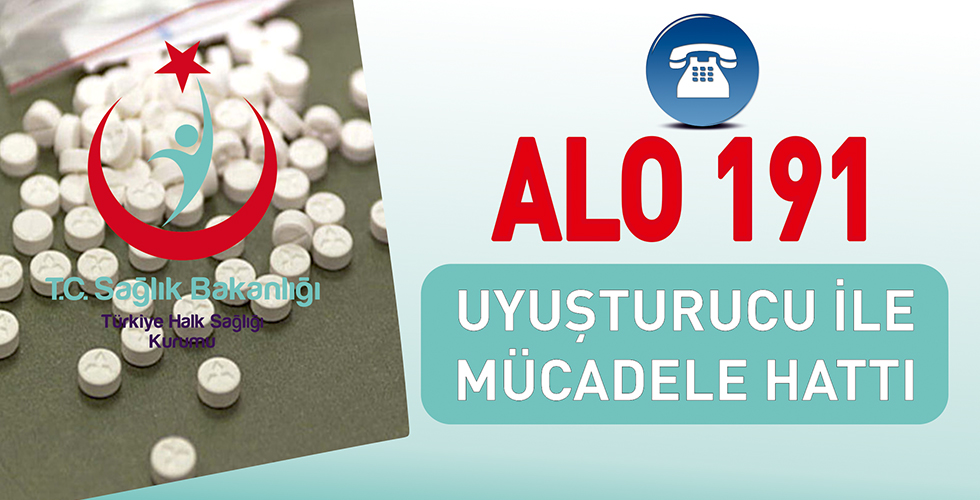 T.C. Sağlık Bakanlığı
Türkiye Halk Sağlığı
Kurumu
ALO 191
UYUŞTURUCU İLE
MÜCADELE HATTI